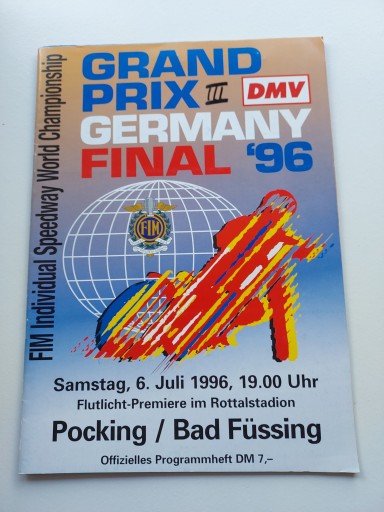 FIM Individual Speedway World Championship
GRAND
PRIX III
DMV
GERMANY
FINAL '96
FIM
Samstag, 6. Juli 1996, 19.00 Uhr
Flutlicht-Premiere im Rottalstadion
Pocking / Bad Füssing
Offizielles Programmheft DM 7,–